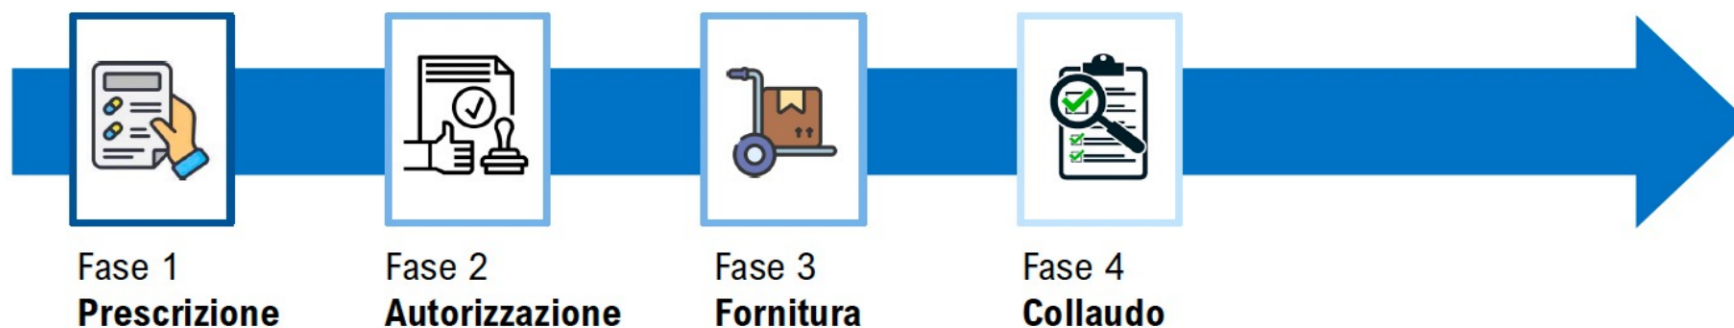 Fase 1
Prescrizione
Fase 2
Autorizzazione
Fase 3
Fornitura
Fase 4
Collaudo